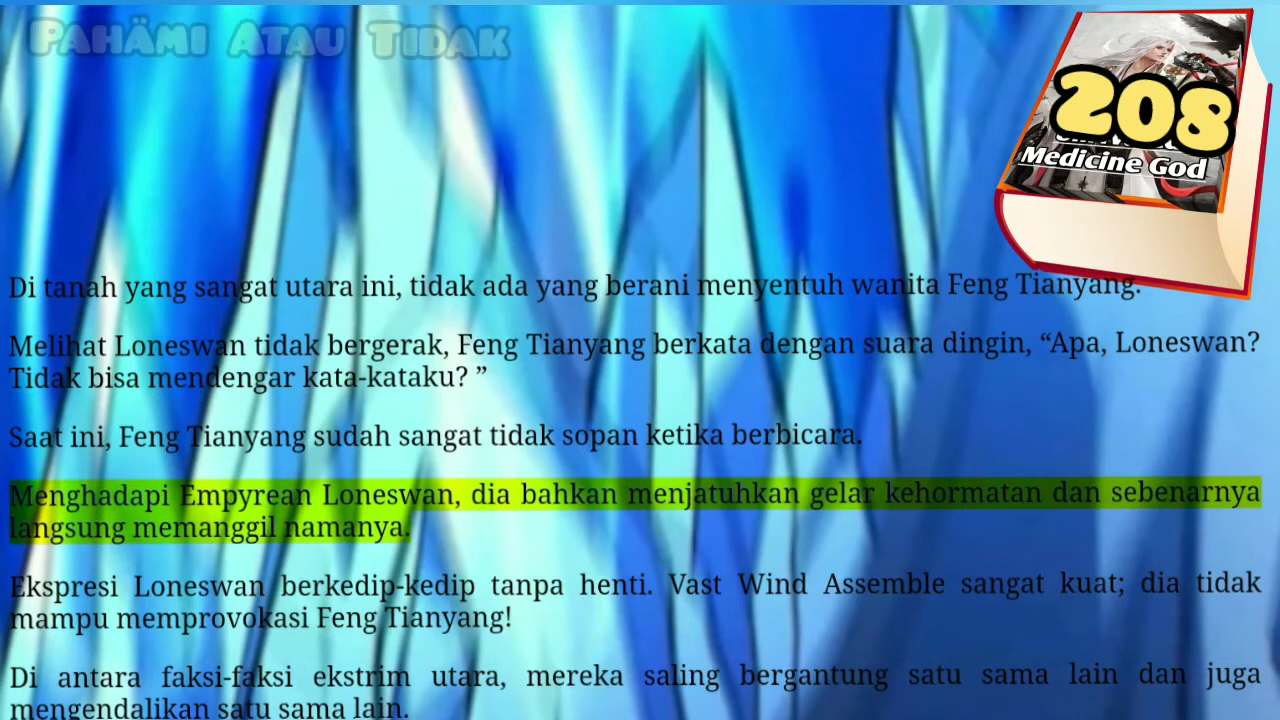 PAHÄMI ATAU TIDAK
208
Medicine God
Di tanah yang sangat utara ini, tidak ada yang berani menyentuh wanita Feng Tianyang.
Melihat Loneswan tidak bergerak, Feng Tianyang berkata dengan suara dingin, “Apa, Loneswan?
Tidak bisa mendengar kata-kataku? ”
Saat ini, Feng Tianyang sudah sangat tidak sopan ketika berbicara.
Menghadapi Empyrean Loneswan, dia bahkan menjatuhkan gelar kehormatan dan sebenarnya
langsung memanggil namanya.
Ekspresi Loneswan berkedip-kedip tanpa henti. Vast Wind Assemble sangat kuat; dia tidak
mampu memprovokasi Feng Tianyang!
Di antara faksi-faksi ekstrim utara, mereka saling bergantung satu sama lain dan juga
mengendalikan satu sama lain.